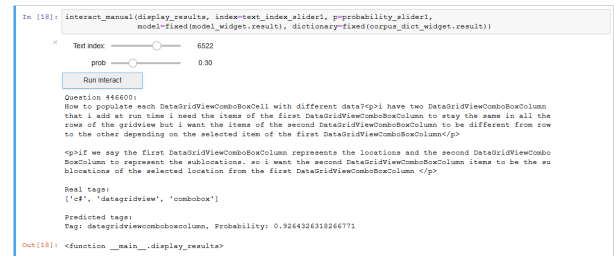 In [18]: interact_manual(display_results, index=text_index_slider1, p=probability_slider1,
model=fixed(model_widget.result), dictionary=fixed(corpus_dict_widget.result))
×
Text index: 6522
prob 0.30
Run Interact
Question 446600:
How to populate each DataGridViewComboBoxCell with different data?<p>i have two DataGridViewComboBoxColumn
that i add at run time i need the items of the first DataGridViewComboBoxColumn to stay the same in all the
rows of the gridview but i want the items of the second DataGridViewComboBoxColumn to be different from row
to the other depending on the selected item of the first DataGridViewComboBoxColumn</p>
<p>if we say the first DataGridViewComboBoxColumn represents the locations and the second DataGridViewCombo
BoxColumn to represent the sublocations. so i want the second DataGridViewComboBoxColumn items to be the su
blocations of the selected location from the first DataGridViewComboBoxColumn </p>
Real tags:
['c#', 'datagridview', 'combobox']
Predicted tags:
Tag: datagridviewcomboboxcolumn, Probability: 0.9264326318266771
Out[18]: <function __main__.display_results>